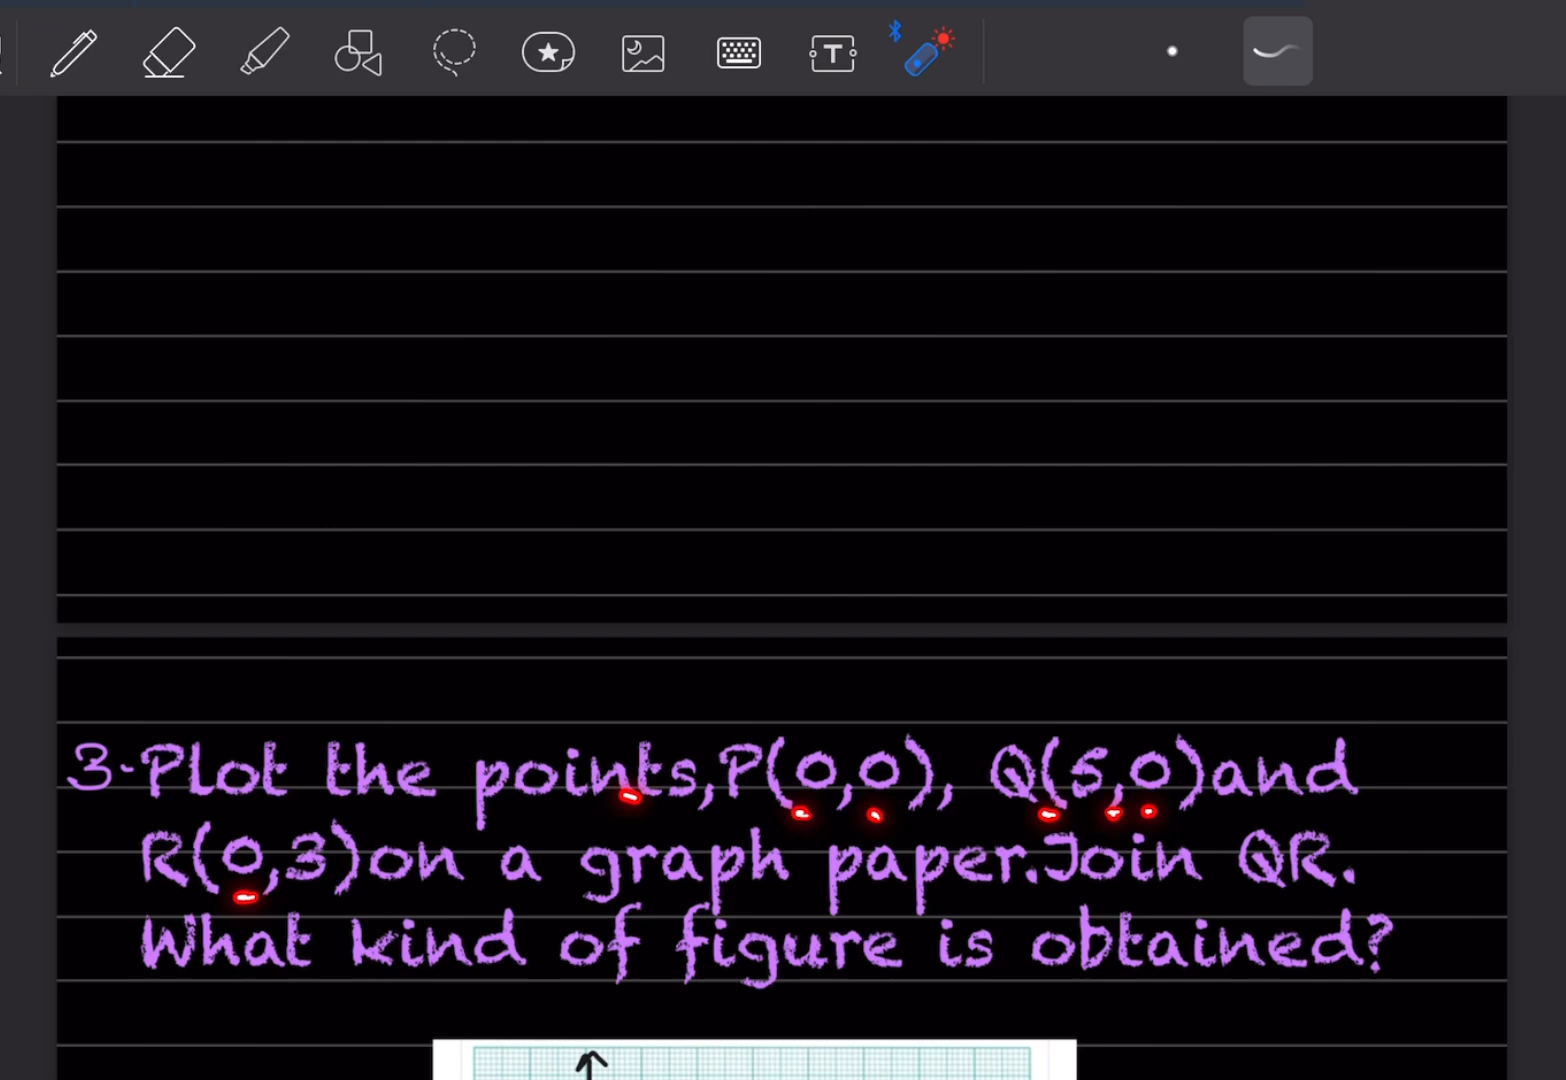 3.Plot the points,P(0,0), Q(5,0)and
R(0,3)on a graph paper.Join QR.
What kind of figure is obtained?